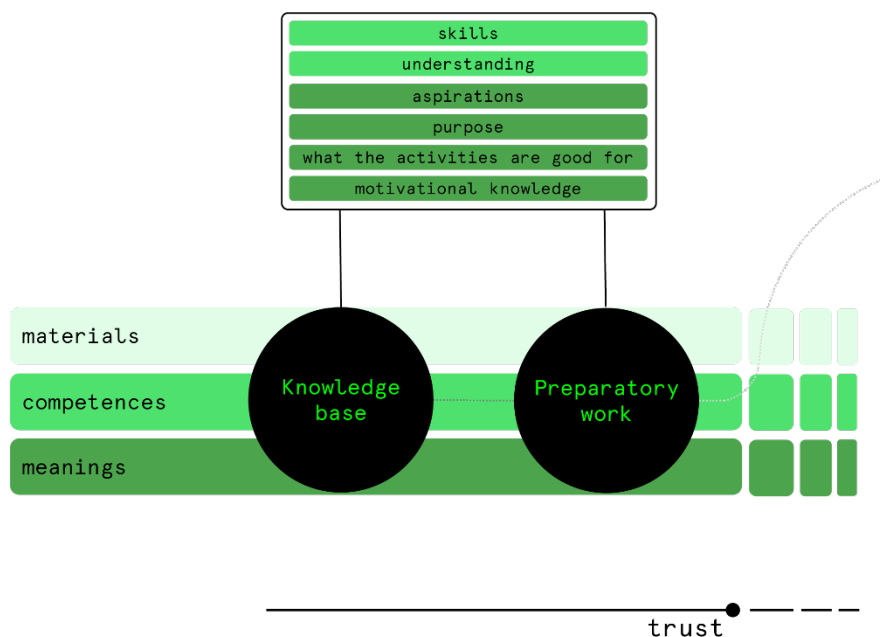 skills
understanding
aspirations
purpose
what the activities are good for
motivational knowledge
materials
competences
meanings
Knowledge
base
Preparatory
work
trust